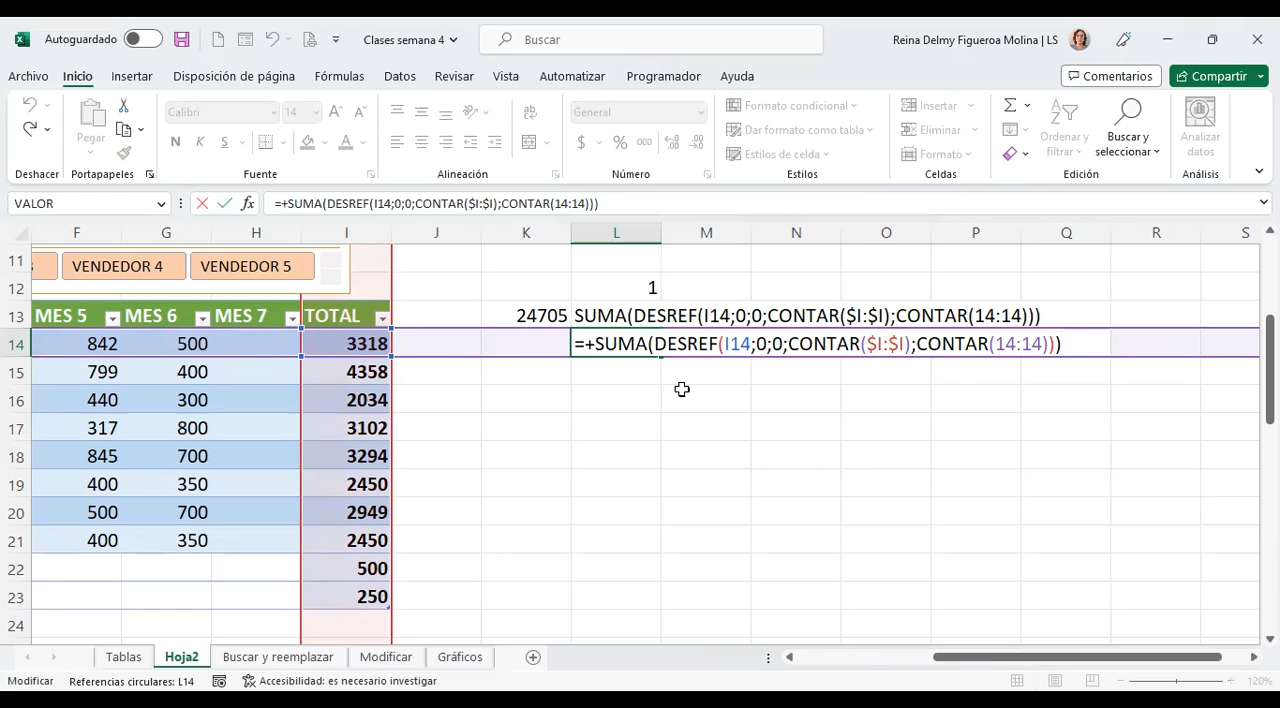 Autoguardado
Clases semana 4
Buscar
Reina Delmy Figueroa Molina | LS
Archivo Inicio Insertar Disposición de página Fórmulas Datos Revisar Vista Automatizar Programador Ayuda
Comentarios Compartir
Calibri 14 General
Formato condicional Insertar
Pegar
Ordenar y filtrar
Buscar y seleccionar
Analizar datos
N K S $ % 000
Dar formato como tabla Eliminar
Estilos de celda Formato
Deshacer Portapapeles Fuente Alineación Número Estilos Celdas Edición Análisis
VALOR fx =+SUMA(DESREF(I14;0;0;CONTAR($I:$I);CONTAR(14:14)))
F G H I J K L M N O P Q R S
11 VENDEDOR 4 VENDEDOR 5
12 1
13 MES 5 MES 6 MES 7 TOTAL 24705 SUMA(DESREF(I14;0;0;CONTAR($I:$I);CONTAR(14:14)))
14 842 500 3318 =+SUMA(DESREF(I14;0;0;CONTAR($I:$I);CONTAR(14:14)))
15 799 400 4358
16 440 300 2034
17 317 800 3102
18 845 700 3294
19 400 350 2450
20 500 700 2949
21 400 350 2450
22 500
23 250
24
Tablas Hoja2 Buscar y reemplazar Modificar Gráficos
Modificar Referencias circulares: L14 Accesibilidad: es necesario investigar 120%